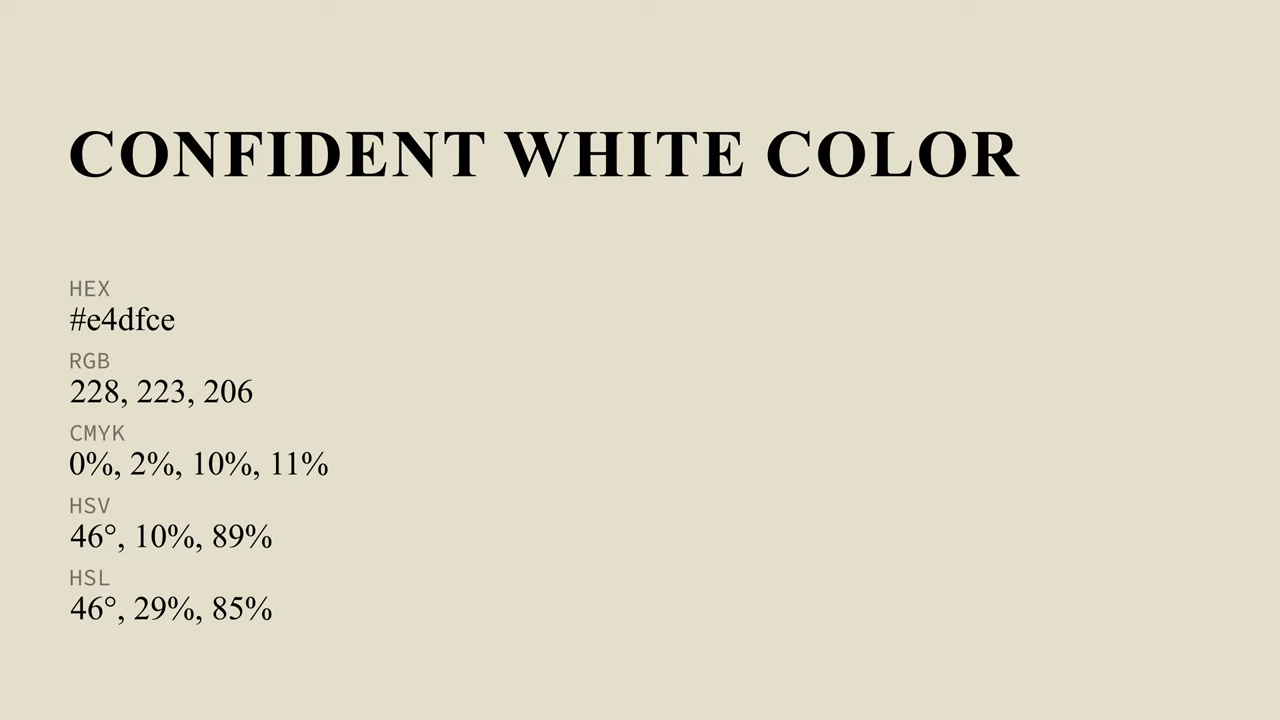 CONFIDENT WHITE COLOR
HEX
#e4dfce
RGB
228, 223, 206
CMYK
0%, 2%, 10%, 11%
HSV
46°, 10%, 89%
HSL
46°, 29%, 85%